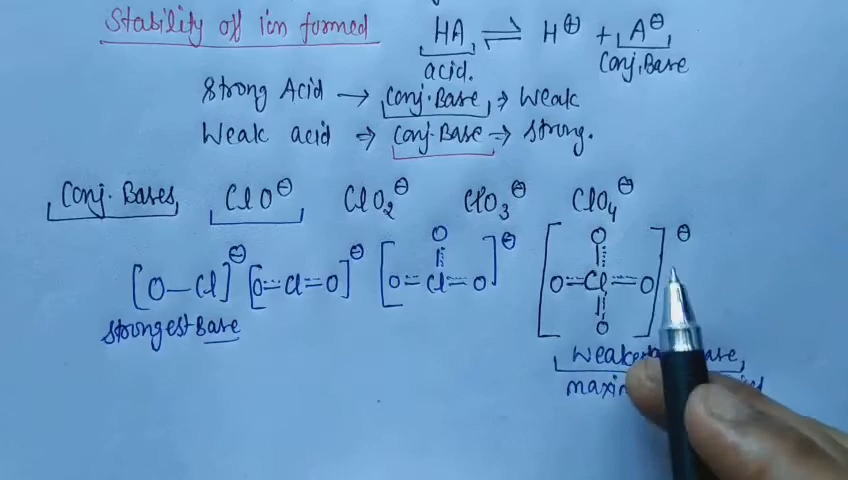 Stability of ion formed
HA ⇌ H⊕ + A⊖
acid. Conj. Base
Strong Acid → Conj. Base → Weak
Weak acid → Conj. Base → strong.
Conj. Bases ClO⊖ ClO₂⊖ ClO₃⊖ ClO₄⊖
[O—Cl]⊖ [O=Cl=O]⊖ [O=Cl=O O]⊖ [O=Cl=O O O]⊖
strongest Base